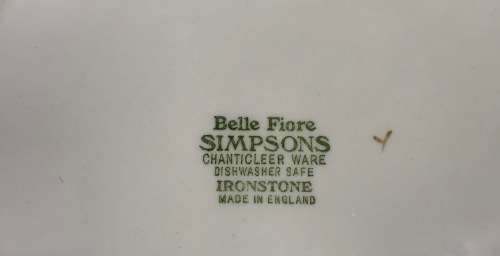 Belle Fiore
SIMPSONS
CHANTICLEER WARE
DISHWASHER SAFE
IRONSTONE
MADE IN ENGLAND